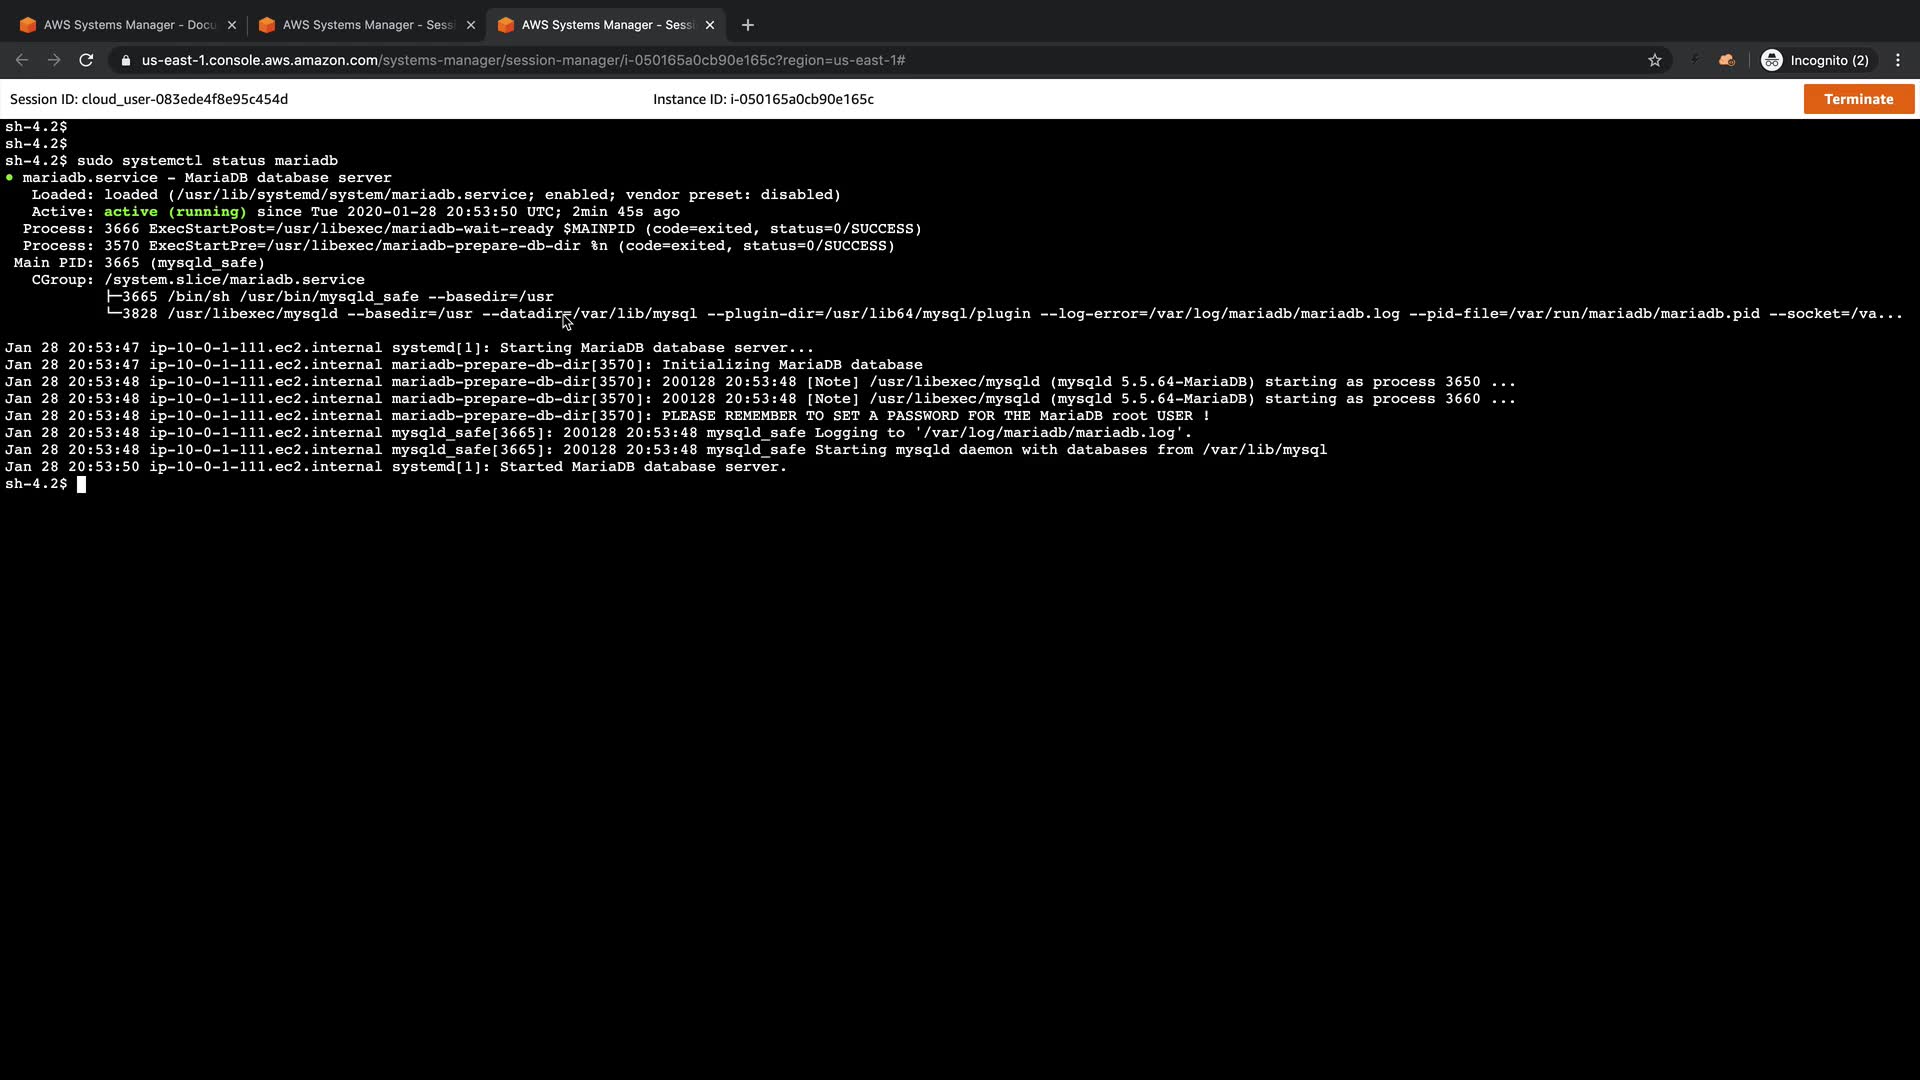 AWS Systems Manager - Docu
AWS Systems Manager - Sessi
AWS Systems Manager - Sessi
us-east-1.console.aws.amazon.com/systems-manager/session-manager/i-050165a0cb90e165c?region=us-east-1#
Incognito (2)
Session ID: cloud_user-083ede4f8e95c454d
Instance ID: i-050165a0cb90e165c
Terminate
sh-4.2$
sh-4.2$
sh-4.2$ sudo systemctl status mariadb
● mariadb.service - MariaDB database server
Loaded: loaded (/usr/lib/systemd/system/mariadb.service; enabled; vendor preset: disabled)
Active: active (running) since Tue 2020-01-28 20:53:50 UTC; 2min 45s ago
Process: 3666 ExecStartPost=/usr/libexec/mariadb-wait-ready $MAINPID (code=exited, status=0/SUCCESS)
Process: 3570 ExecStartPre=/usr/libexec/mariadb-prepare-db-dir %n (code=exited, status=0/SUCCESS)
Main PID: 3665 (mysqld_safe)
CGroup: /system.slice/mariadb.service
├─3665 /bin/sh /usr/bin/mysqld_safe --basedir=/usr
└─3828 /usr/libexec/mysqld --basedir=/usr --datadir=/var/lib/mysql --plugin-dir=/usr/lib64/mysql/plugin --log-error=/var/log/mariadb/mariadb.log --pid-file=/var/run/mariadb/mariadb.pid --socket=/va...
Jan 28 20:53:47 ip-10-0-1-111.ec2.internal systemd[1]: Starting MariaDB database server...
Jan 28 20:53:47 ip-10-0-1-111.ec2.internal mariadb-prepare-db-dir[3570]: Initializing MariaDB database
Jan 28 20:53:48 ip-10-0-1-111.ec2.internal mariadb-prepare-db-dir[3570]: 200128 20:53:48 [Note] /usr/libexec/mysqld (mysqld 5.5.64-MariaDB) starting as process 3650 ...
Jan 28 20:53:48 ip-10-0-1-111.ec2.internal mariadb-prepare-db-dir[3570]: 200128 20:53:48 [Note] /usr/libexec/mysqld (mysqld 5.5.64-MariaDB) starting as process 3660 ...
Jan 28 20:53:48 ip-10-0-1-111.ec2.internal mariadb-prepare-db-dir[3570]: PLEASE REMEMBER TO SET A PASSWORD FOR THE MariaDB root USER !
Jan 28 20:53:48 ip-10-0-1-111.ec2.internal mysqld_safe[3665]: 200128 20:53:48 mysqld_safe Logging to '/var/log/mariadb/mariadb.log'.
Jan 28 20:53:48 ip-10-0-1-111.ec2.internal mysqld_safe[3665]: 200128 20:53:48 mysqld_safe Starting mysqld daemon with databases from /var/lib/mysql
Jan 28 20:53:50 ip-10-0-1-111.ec2.internal systemd[1]: Started MariaDB database server.
sh-4.2$